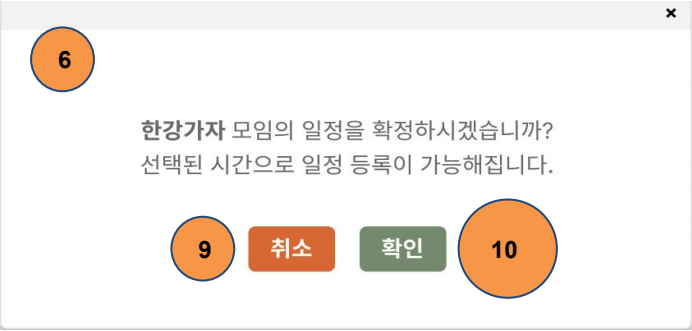 ×
6
한강가자 모임의 일정을 확정하시겠습니까?
선택된 시간으로 일정 등록이 가능해집니다.
9 취소 확인 10